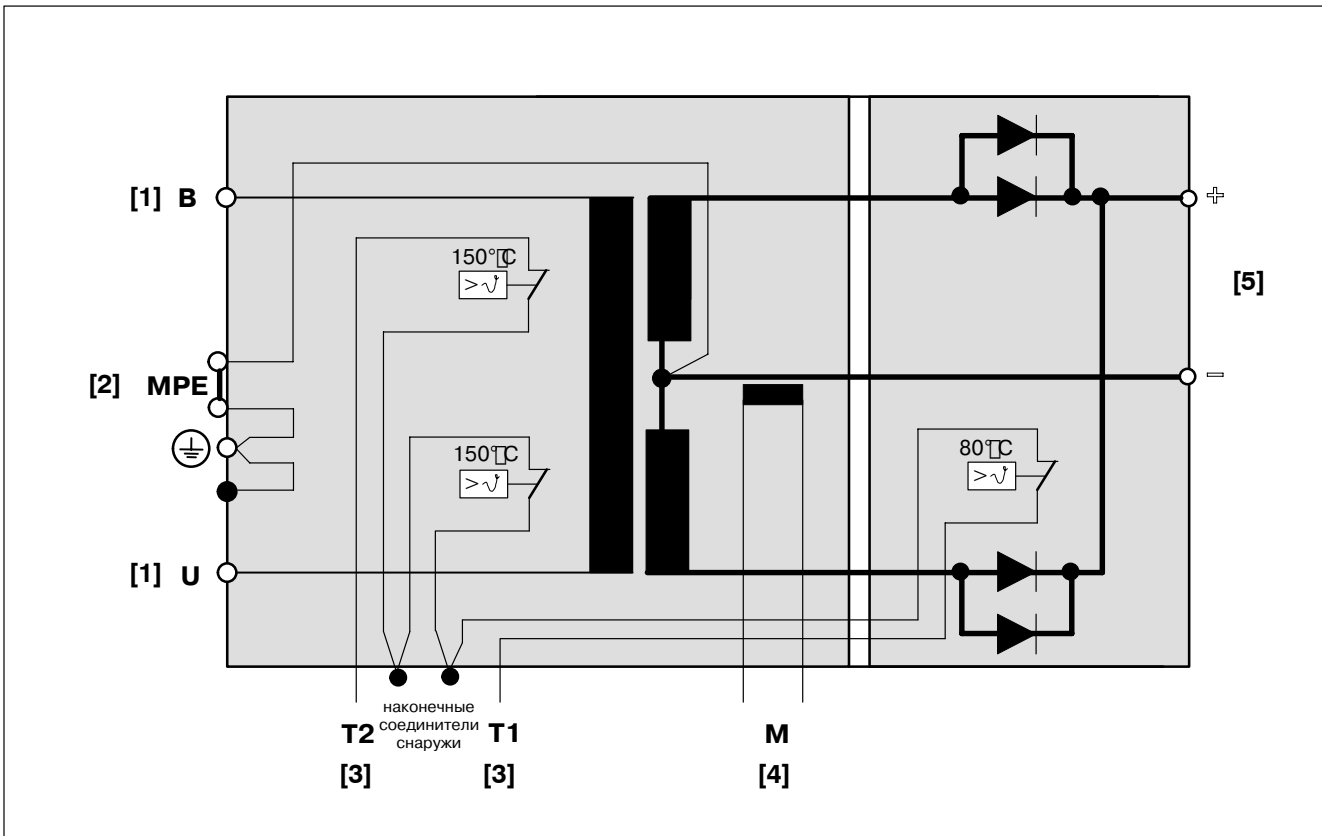 [1] B
+
150°C
> ϑ
[5]
[2] MPE
−
150°C
> ϑ
80°C
> ϑ
[1] U
наконечные
соединители
снаружи
T2
T1
M
[3]
[3]
[4]